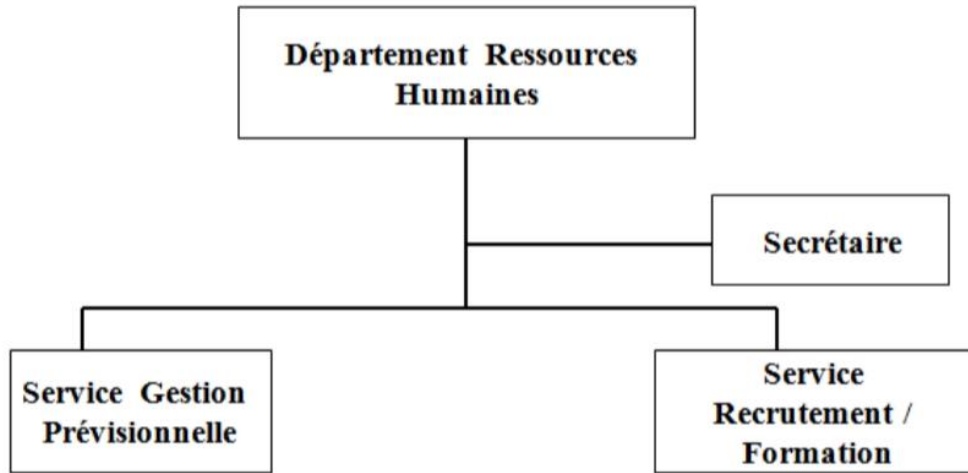 Département Ressources
Humaines
Secrétaire
Service Gestion
Prévisionnelle
Service
Recrutement /
Formation